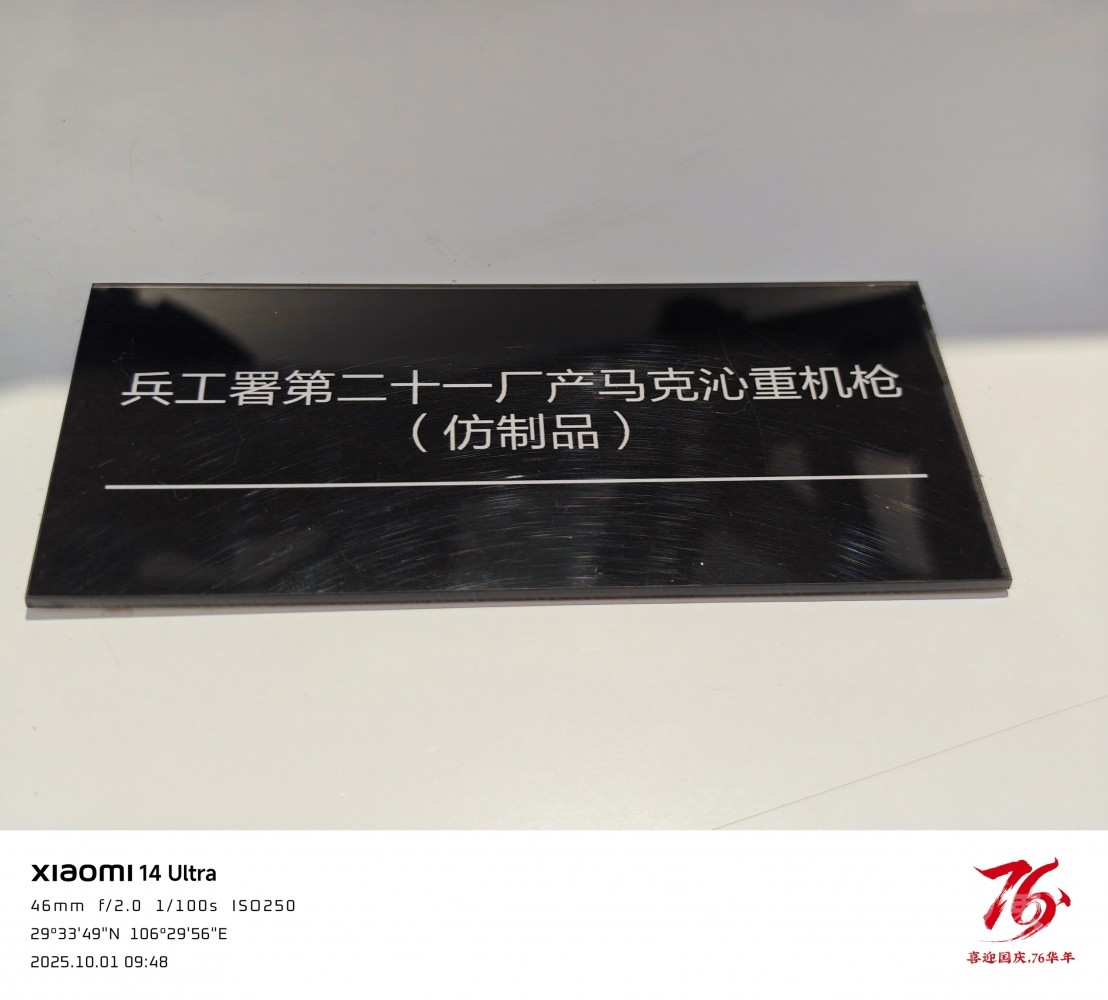 兵工署第二十一厂产马克沁重机枪
（仿制品）
XIAOMI 14 Ultra
46mm f/2.0 1/100s ISO250
29°33'49"N 106°29'56"E
2025.10.01 09:48
76
喜迎国庆,76华年